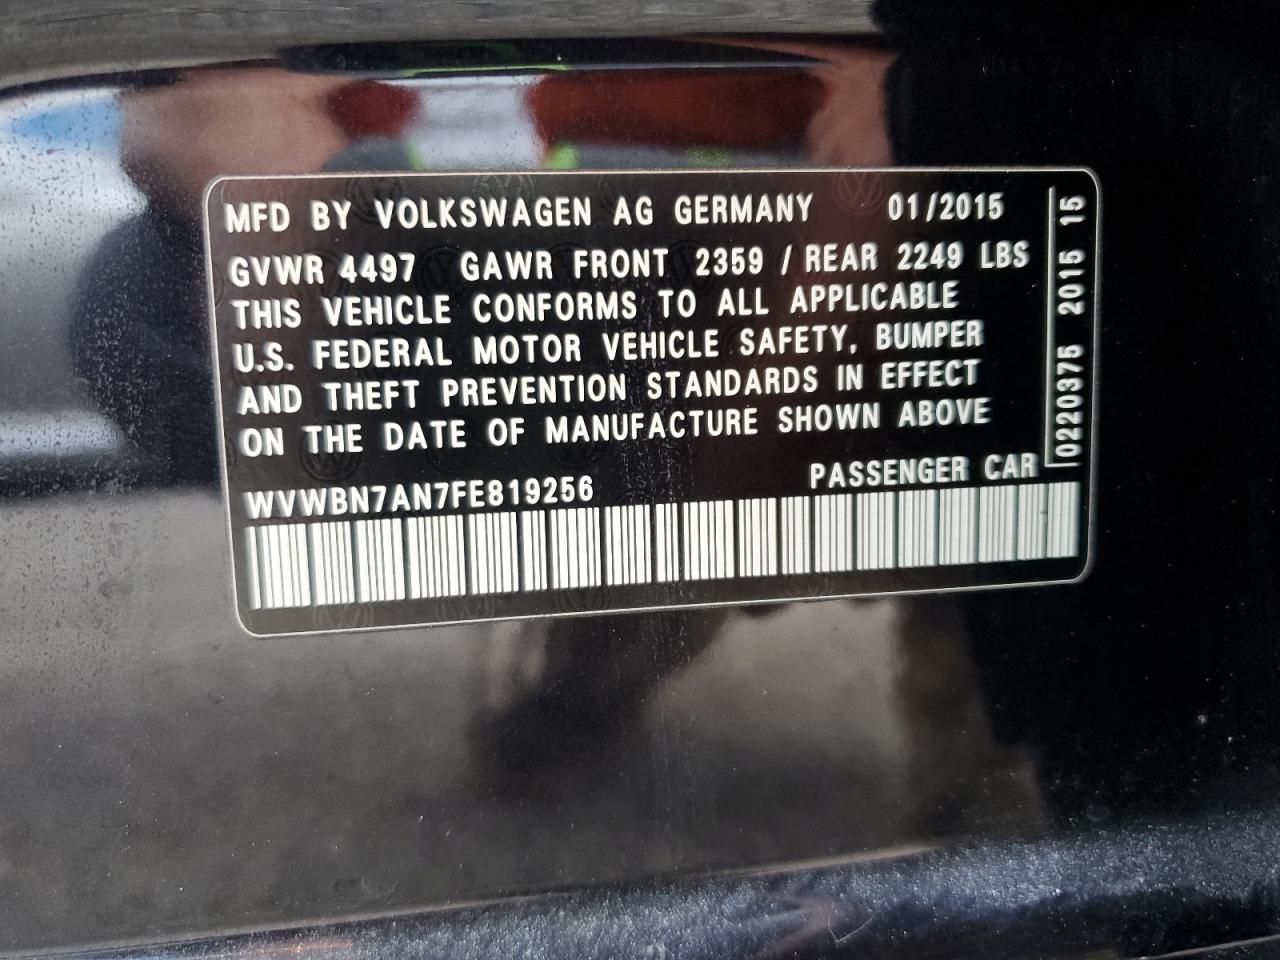 MFD BY VOLKSWAGEN AG GERMANY 01/2015
GVWR 4497 GAWR FRONT 2359 / REAR 2249 LBS
THIS VEHICLE CONFORMS TO ALL APPLICABLE
U.S. FEDERAL MOTOR VEHICLE SAFETY, BUMPER
AND THEFT PREVENTION STANDARDS IN EFFECT
ON THE DATE OF MANUFACTURE SHOWN ABOVE
PASSENGER CAR
WVWBN7AN7FE819256
0220375 2015 15